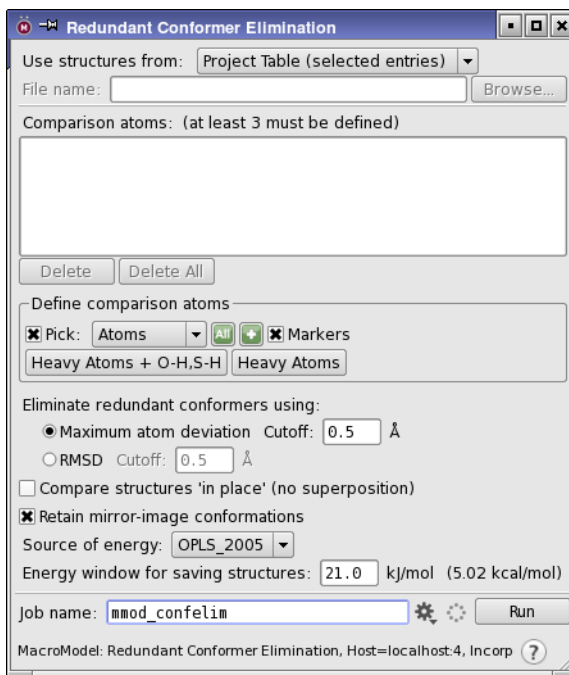 Redundant Conformer Elimination
Use structures from: Project Table (selected entries)
File name: Browse...
Comparison atoms: (at least 3 must be defined)
Delete Delete All
Define comparison atoms
Pick: Atoms All + Markers
Heavy Atoms + O-H,S-H Heavy Atoms
Eliminate redundant conformers using:
Maximum atom deviation Cutoff: 0.5 Å
RMSD Cutoff: 0.5 Å
Compare structures 'in place' (no superposition)
Retain mirror-image conformations
Source of energy: OPLS_2005
Energy window for saving structures: 21.0 kJ/mol (5.02 kcal/mol)
Job name: mmod_confelim Run
MacroModel: Redundant Conformer Elimination, Host=localhost:4, Incorp ?